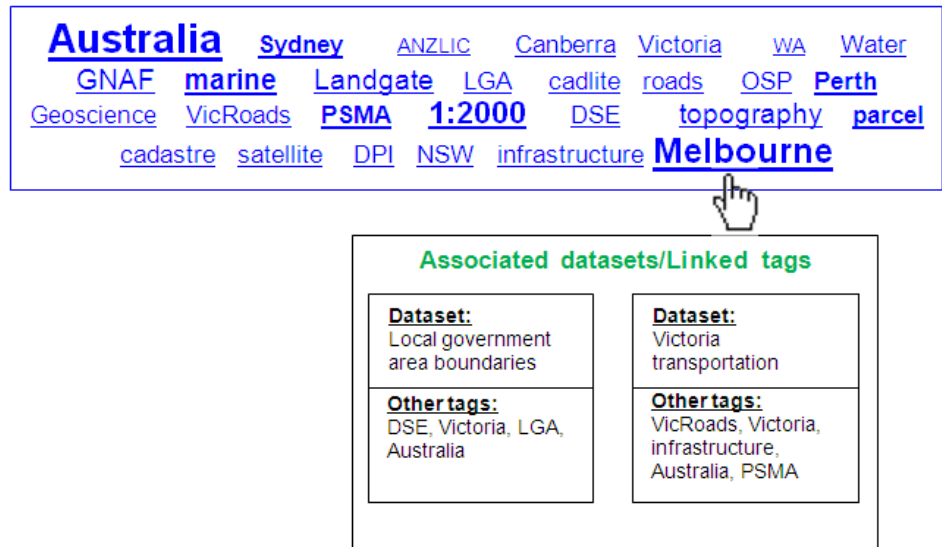 Australia Sydney ANZLIC Canberra Victoria WA Water
GNAF marine Landgate LGA cadlite roads OSP Perth
Geoscience VicRoads PSMA 1:2000 DSE topography parcel
cadastre satellite DPI NSW infrastructure Melbourne
Associated datasets/Linked tags
Dataset:
Local government
area boundaries
Other tags:
DSE, Victoria, LGA,
Australia
Dataset:
Victoria
transportation
Other tags:
VicRoads, Victoria,
infrastructure,
Australia, PSMA